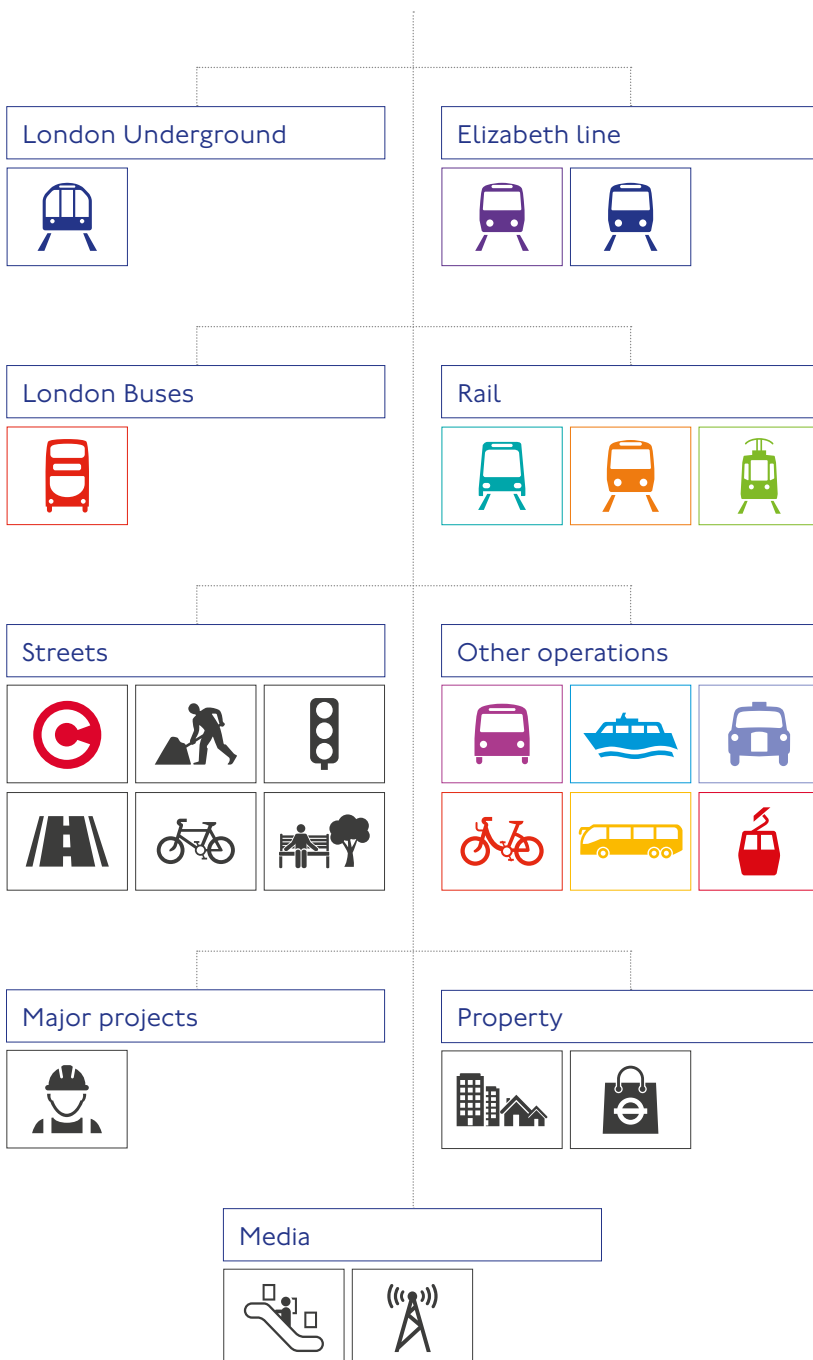 London Underground
Elizabeth line
London Buses
Rail
Streets
Other operations
Major projects
Property
Media